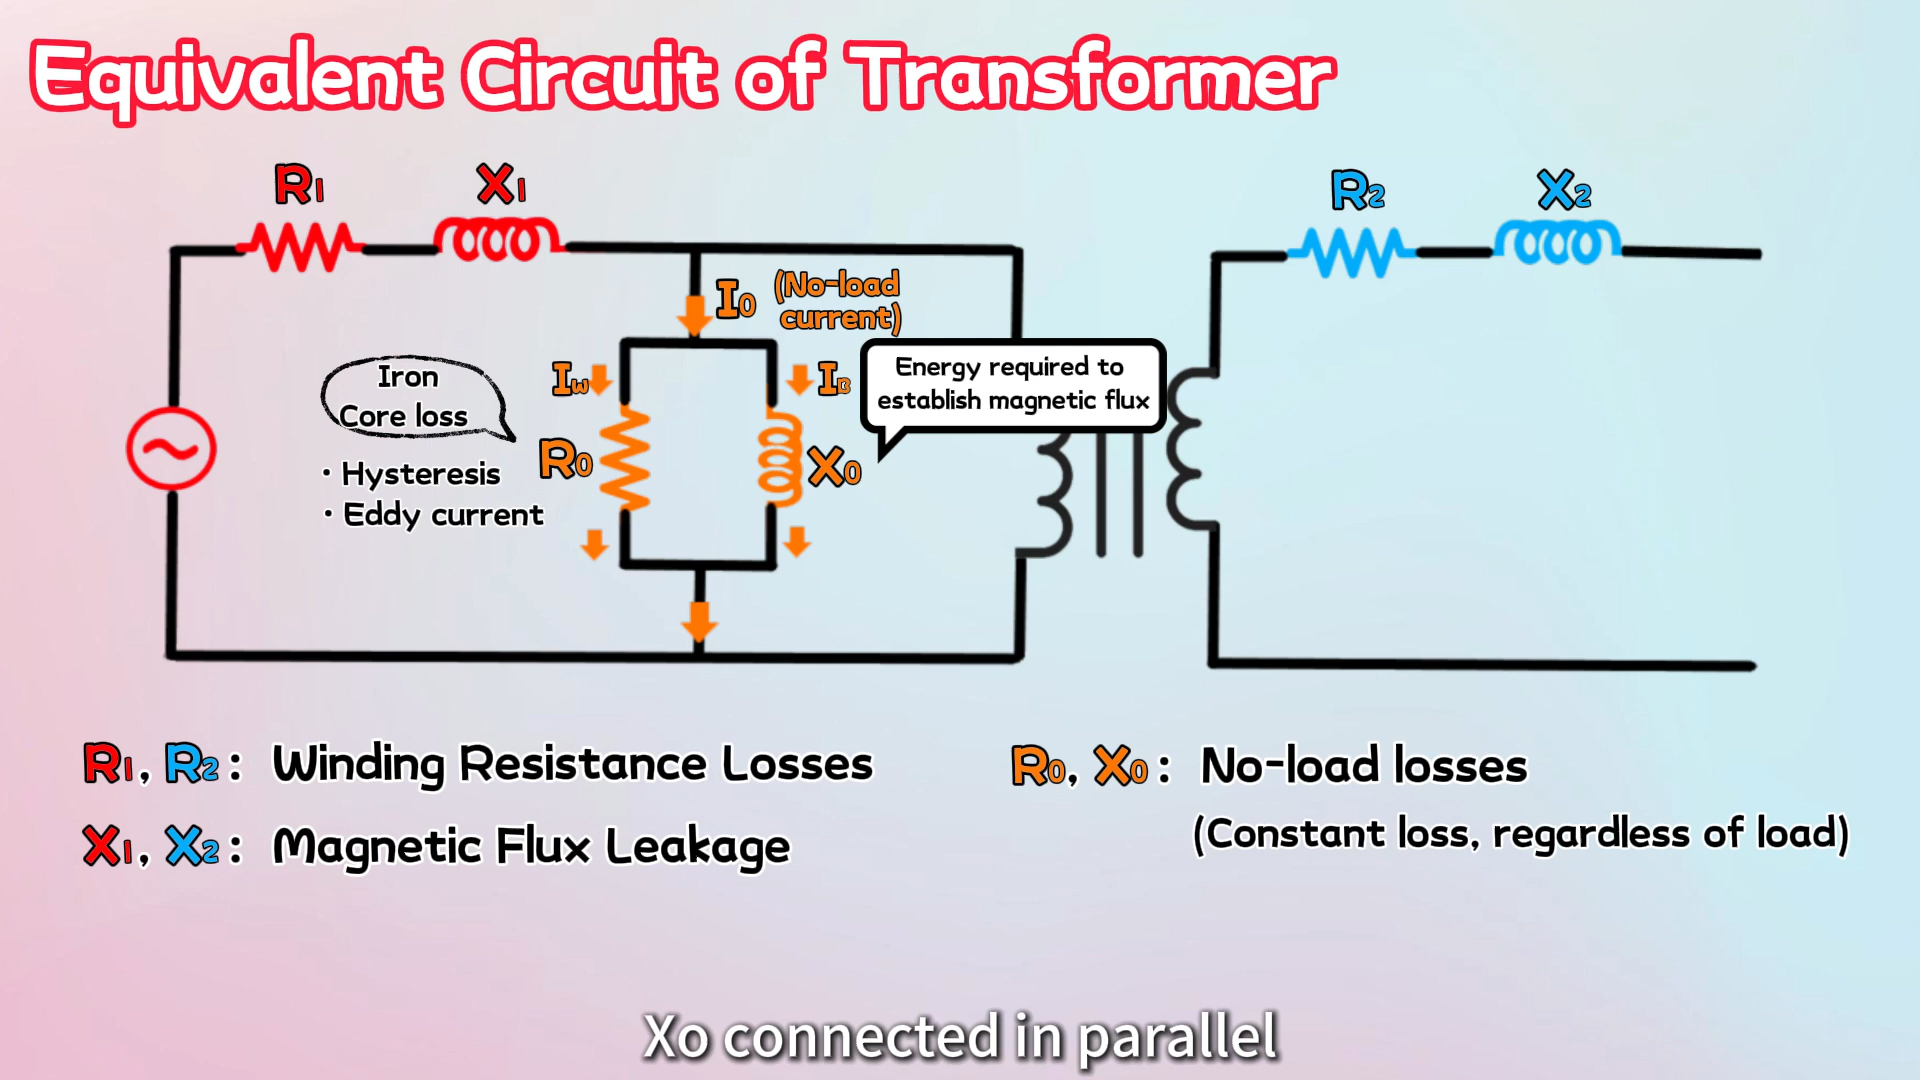 Equivalent Circuit of Transformer
R1
X1
R2
X2
I0
(No-load
current)
Iron
Core loss
Iw
IB
Energy required to
establish magnetic flux
R0
X0
· Hysteresis
· Eddy current
R1, R2 : Winding Resistance Losses
X1, X2 : Magnetic Flux Leakage
R0, X0 : No-load losses
(Constant loss, regardless of load)
Xo connected in parallel